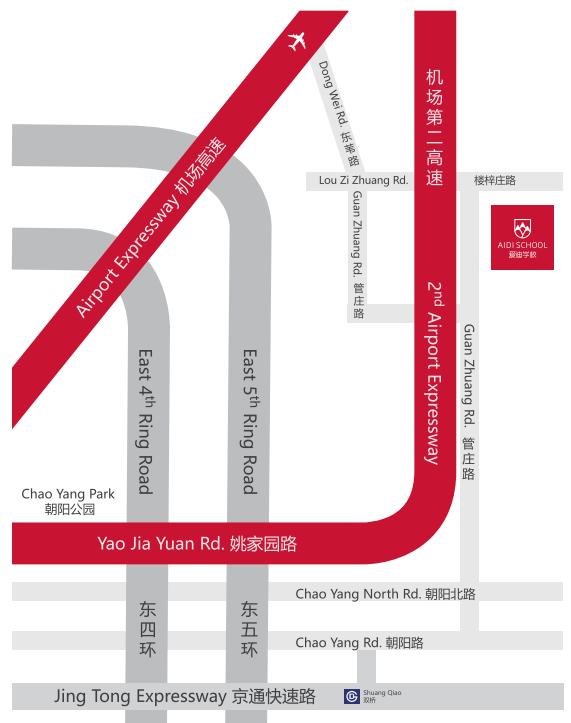 Dong Wei Rd. 东苇路
机场第二高速
Airport Expressway 机场高速
Lou Zi Zhuang Rd.
楼梓庄路
Guan Zhuang Rd. 管庄路
AIDI SCHOOL
爱迪学校
2nd Airport Expressway
Guan Zhuang Rd. 管庄路
East 4th Ring Road
East 5th Ring Road
Chao Yang Park
朝阳公园
Yao Jia Yuan Rd. 姚家园路
东四环
东五环
Chao Yang North Rd. 朝阳北路
Chao Yang Rd. 朝阳路
Jing Tong Expressway 京通快速路
Shuang Qiao
双桥